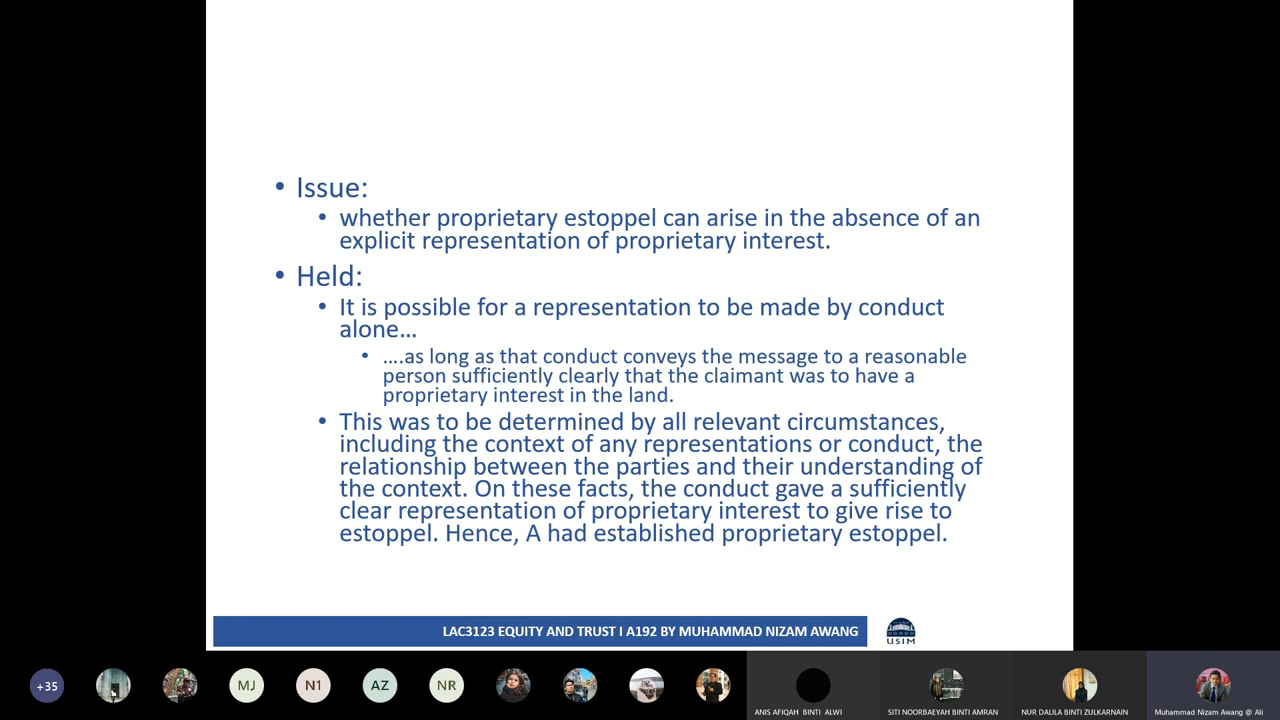 • Issue:
• whether proprietary estoppel can arise in the absence of an
explicit representation of proprietary interest.
• Held:
• It is possible for a representation to be made by conduct
alone…
• ….as long as that conduct conveys the message to a reasonable
person sufficiently clearly that the claimant was to have a
proprietary interest in the land.
• This was to be determined by all relevant circumstances,
including the context of any representations or conduct, the
relationship between the parties and their understanding of
the context. On these facts, the conduct gave a sufficiently
clear representation of proprietary interest to give rise to
estoppel. Hence, A had established proprietary estoppel.
LAC3123 EQUITY AND TRUST I A192 BY MUHAMMAD NIZAM AWANG
USIM
+35
MJ
N1
AZ
NR
ANIS AFIQAH BINTI ALWI
SITI NOORBAEYAH BINTI AMRAN
NUR DALILA BINTI ZULKARNAIN
Muhammad Nizam Awang @ Ali